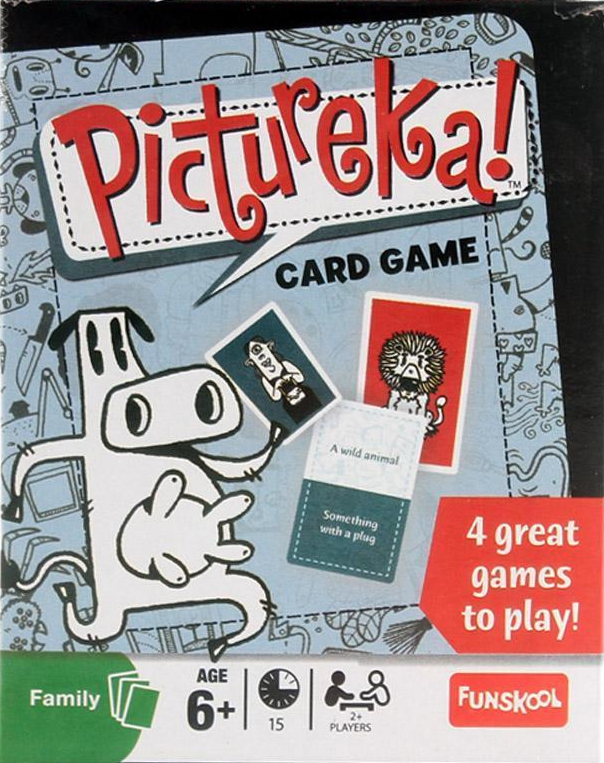 Pictureka!
™
CARD GAME
A wild animal
Something
with a plug
4 great
games
to play!
Family
AGE
6+
15
2+
PLAYERS
FUNSKOOL